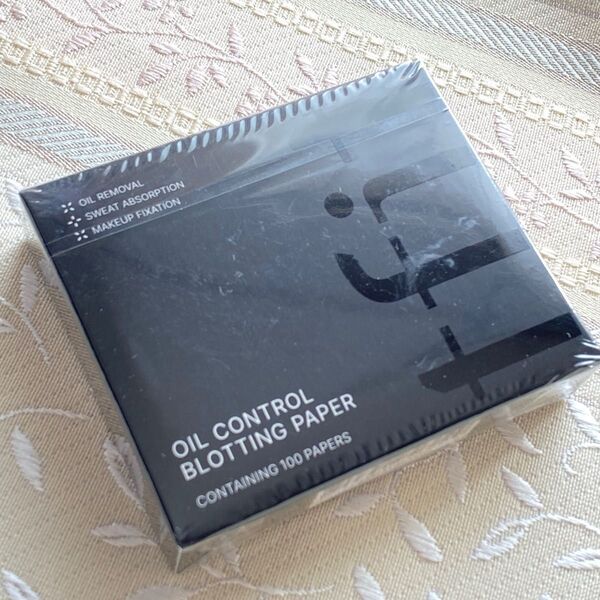 OIL REMOVAL
SWEAT ABSORPTION
MAKEUP FIXATION
OIL CONTROL
BLOTTING PAPER
CONTAINING 100 PAPERS